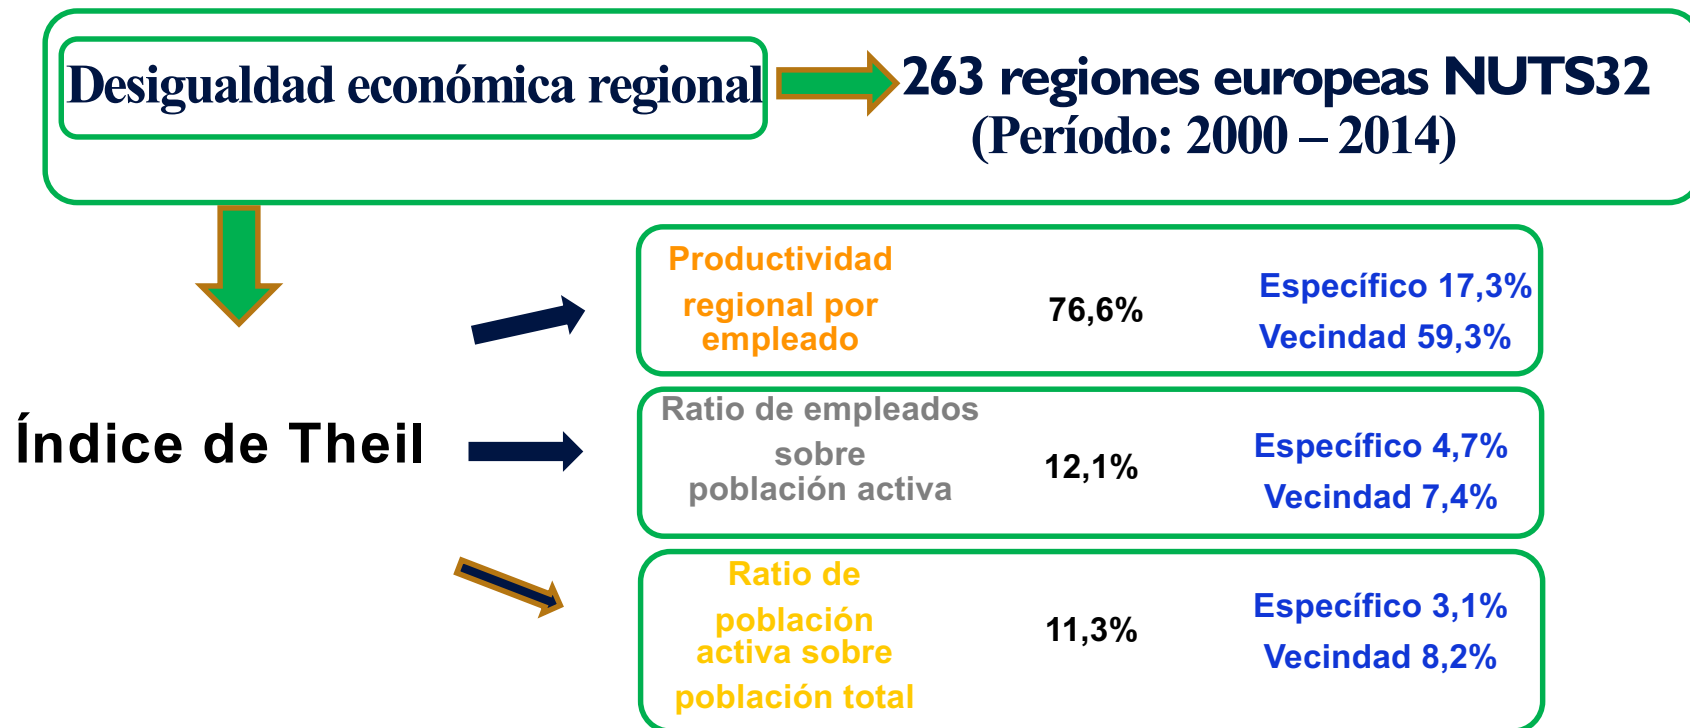 Desigualdad económica regional
263 regiones europeas NUTS32
(Período: 2000 – 2014)
Productividad
regional por
empleado
76,6%
Específico 17,3%
Vecindad 59,3%
Índice de Theil
Ratio de empleados
sobre
población activa
12,1%
Específico 4,7%
Vecindad 7,4%
Ratio de
población
activa sobre
población total
11,3%
Específico 3,1%
Vecindad 8,2%